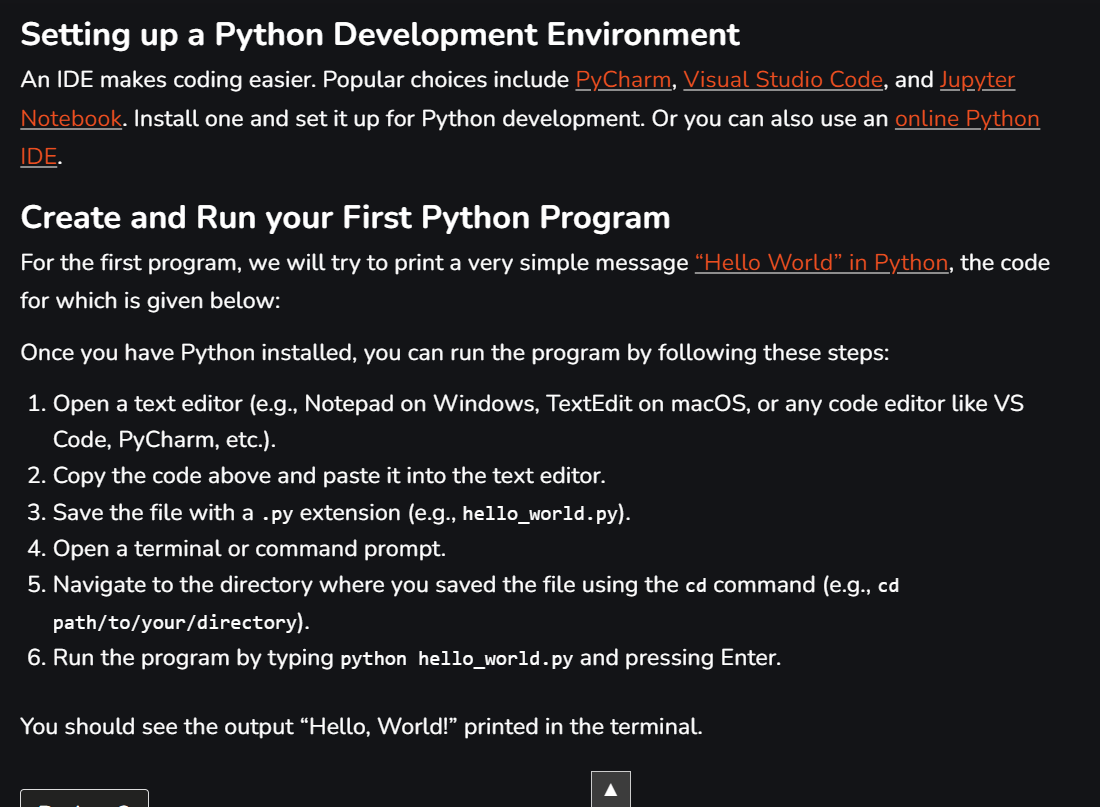 Setting up a Python Development Environment
An IDE makes coding easier. Popular choices include PyCharm, Visual Studio Code, and Jupyter
Notebook. Install one and set it up for Python development. Or you can also use an online Python
IDE.
Create and Run your First Python Program
For the first program, we will try to print a very simple message “Hello World” in Python, the code
for which is given below:
Once you have Python installed, you can run the program by following these steps:
1. Open a text editor (e.g., Notepad on Windows, TextEdit on macOS, or any code editor like VS
Code, PyCharm, etc.).
2. Copy the code above and paste it into the text editor.
3. Save the file with a .py extension (e.g., hello_world.py).
4. Open a terminal or command prompt.
5. Navigate to the directory where you saved the file using the cd command (e.g., cd
path/to/your/directory).
6. Run the program by typing python hello_world.py and pressing Enter.
You should see the output “Hello, World!” printed in the terminal.